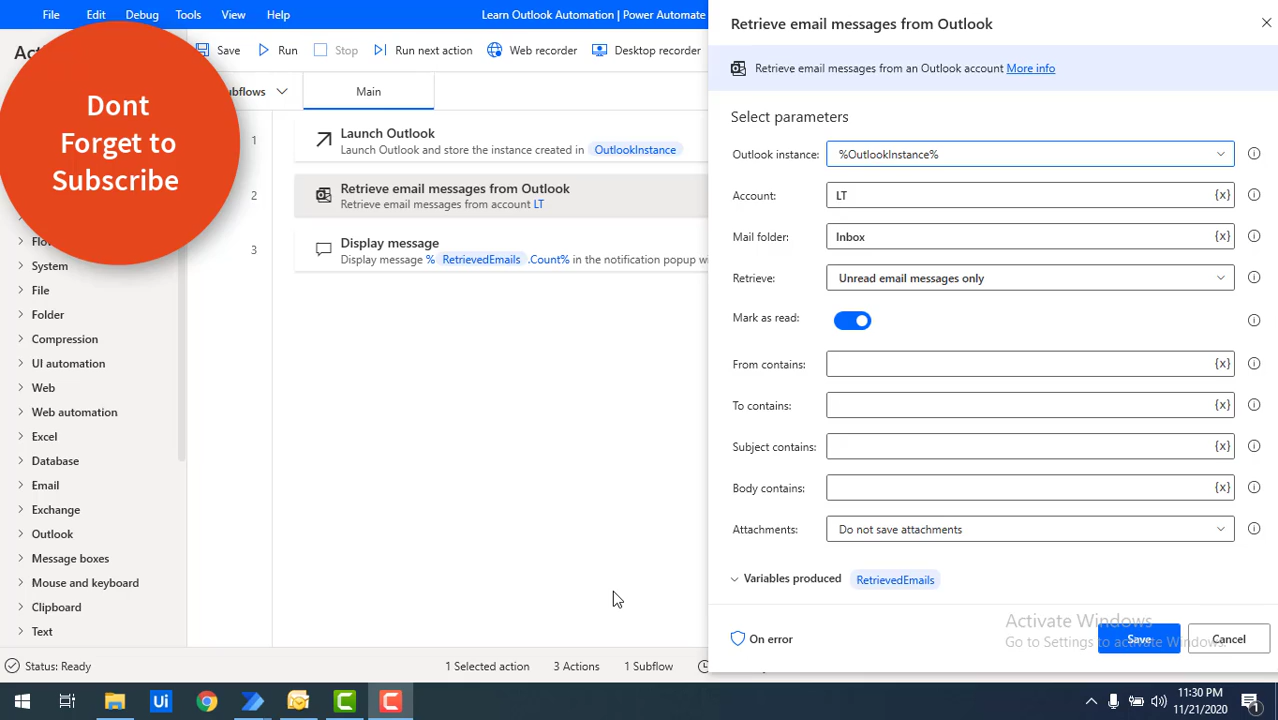 File Edit Debug Tools View Help Learn Outlook Automation | Power Automate
Save Run Stop Run next action Web recorder Desktop recorder
Dont
Forget to
Subscribe
Main
1 Launch Outlook
Launch Outlook and store the instance created in OutlookInstance
2 Retrieve email messages from Outlook
Retrieve email messages from account LT
3 Display message
Display message % RetrievedEmails .Count% in the notification popup
System
File
Folder
Compression
UI automation
Web
Web automation
Excel
Database
Email
Exchange
Outlook
Message boxes
Mouse and keyboard
Clipboard
Text
Status: Ready 1 Selected action 3 Actions 1 Subflow
Retrieve email messages from Outlook
Retrieve email messages from an Outlook account More info
Select parameters
Outlook instance: %OutlookInstance%
Account: LT {x}
Mail folder: Inbox {x}
Retrieve: Unread email messages only
Mark as read:
From contains: {x}
To contains: {x}
Subject contains: {x}
Body contains: {x}
Attachments: Do not save attachments
Variables produced RetrievedEmails
On error Save Cancel
Activate Windows
Go to Settings to activate Windows.
Ui
11:30 PM
11/21/2020
1